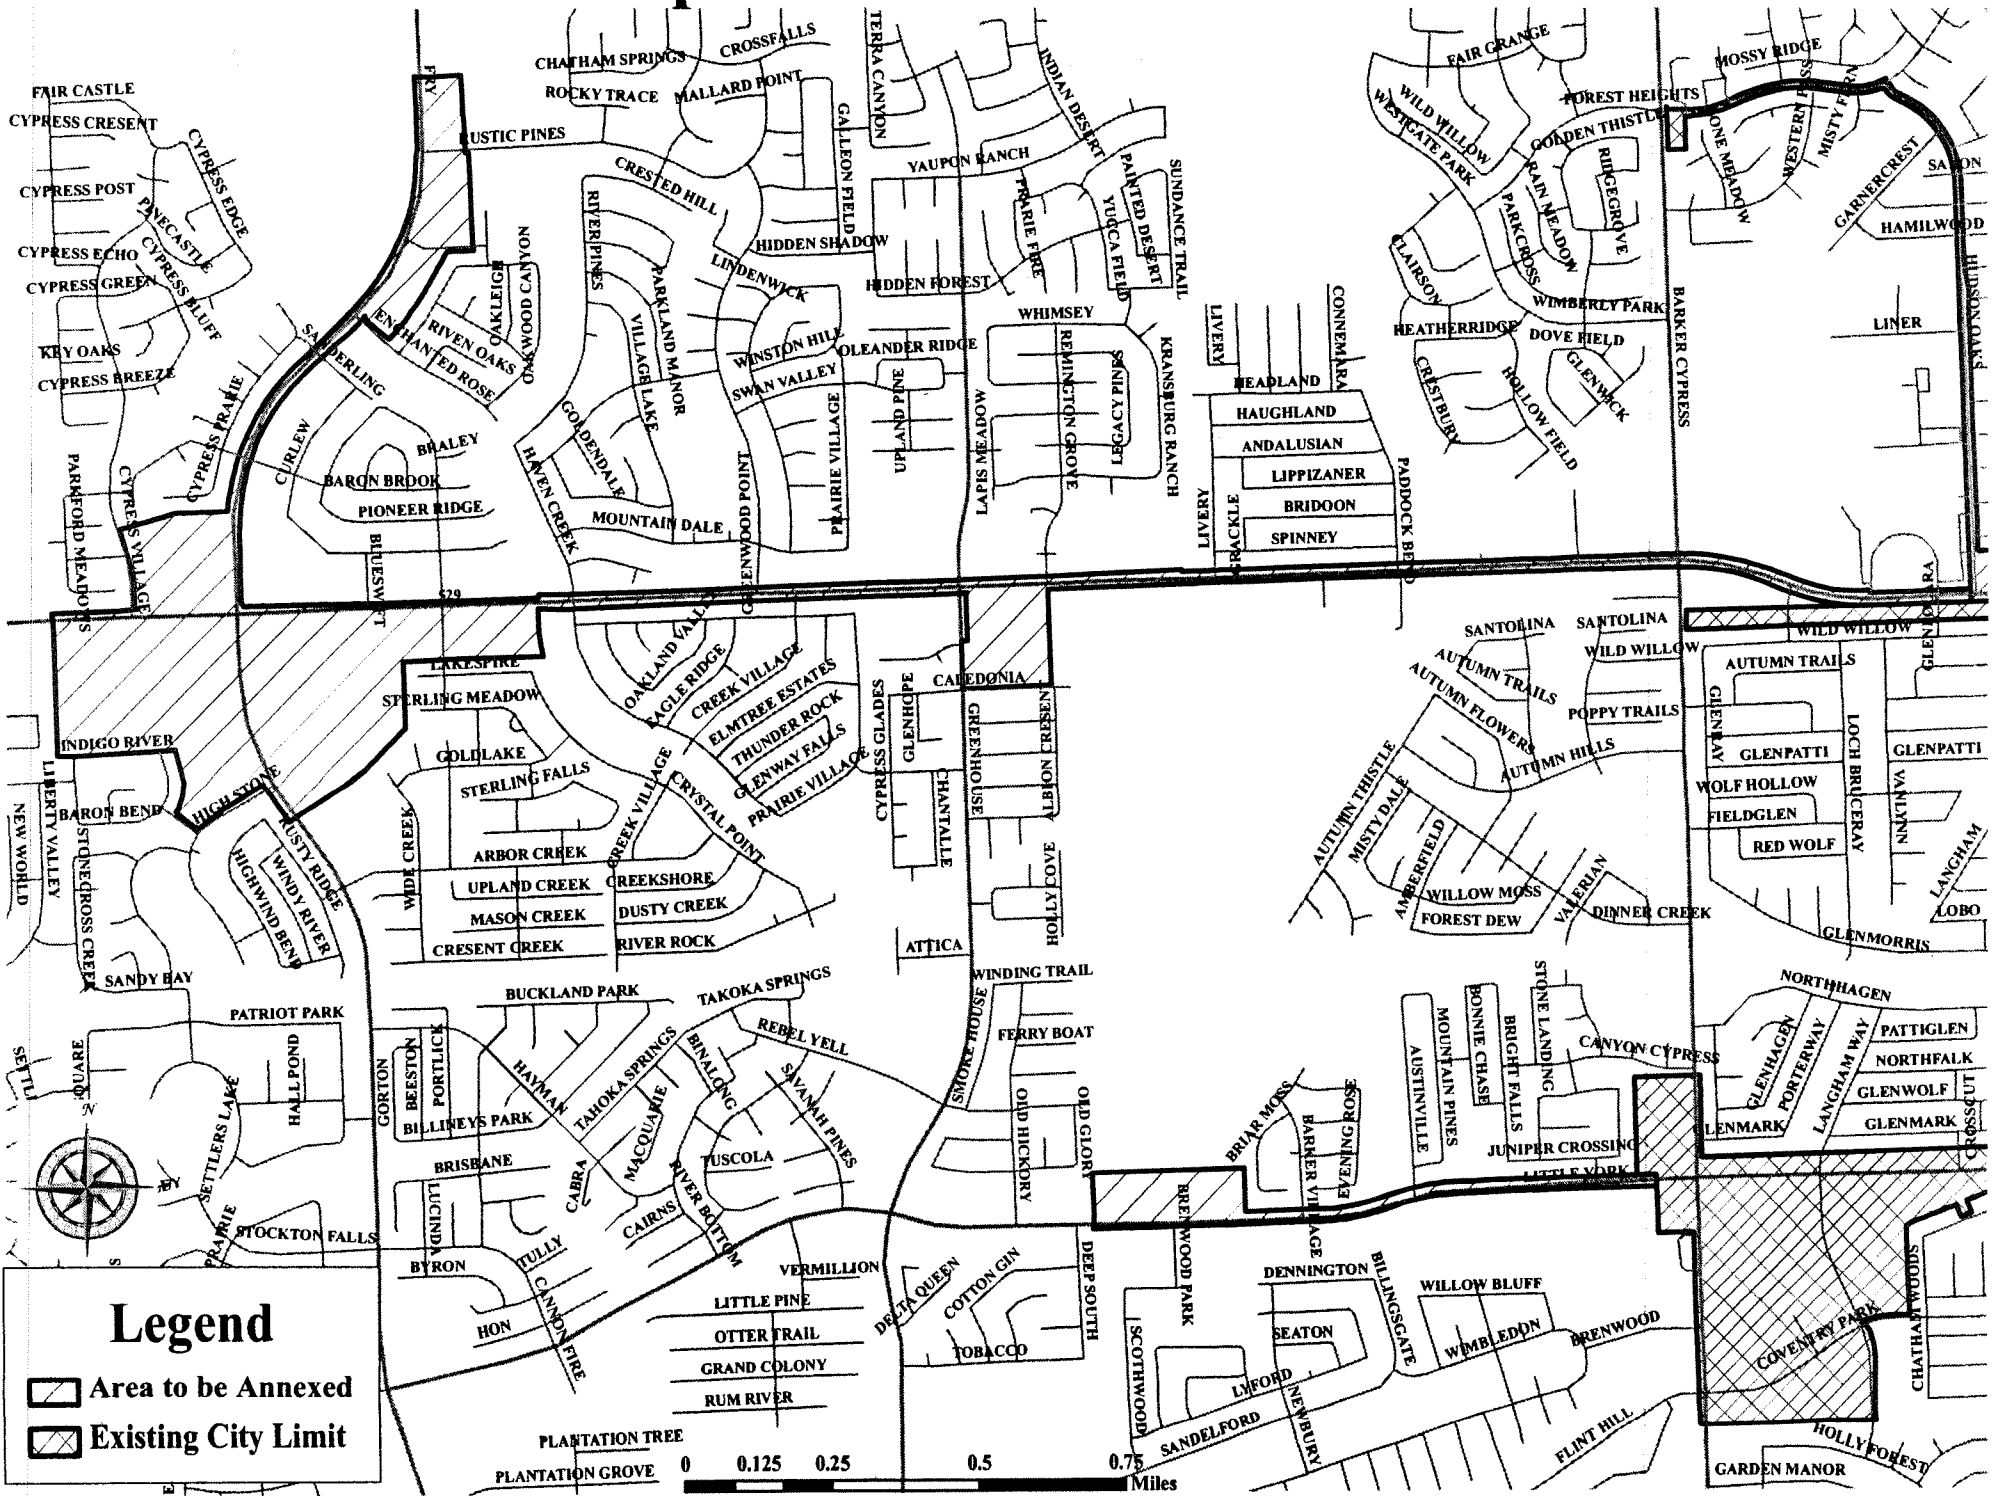 FRY
CHATHAM SPRINGS
CROSSFALLS
TERRA CANYON
INDIAN DESERT
FAIR GRANGE
MOSSY RIDGE
FAIR CASTLE
ROCKY TRACE
MALLARD POINT
WILD WILLOW
WESTGATE PARK
FOREST HEIGHTS
WESTERN PASS
MISTY FERN
CYPRESS CRESENT
CYPRESS EDGE
RUSTIC PINES
GALLEON FIELD
GOLDEN THISTLE
LONE MEADOW
YAUPON RANCH
PAINTED DESERT
SUNDANCE TRAIL
RAIN MEADOW
RIDGEGROVE
GARNERCREST
CYPRESS POST
CRESTED HILL
RIVER PINES
PRARIE FIRE
YUCCA FIELD
PARKCROSS
HAMILWOOD
PINECASTLE
CYPRESS ECHO
CYPRESS BLUFF
HIDDEN SHADOW
CLAIRSON
HUDSON OAKS
CYPRESS GREEN
OAKLEIGH
OAKWOOD CANYON
PARKLAND MANOR
LINDENWICK
HIDDEN FOREST
WIMBERLY PARK
BARKER CYPRESS
KEY OAKS
SANDERLING
ENCHANTED ROSE
RIVEN OAKS
VILLAGE LAKE
WINSTON HILL
OLEANDER RIDGE
WHIMSEY
REMINGTON GROVE
LEGACY PINES
KRANSBURG RANCH
LIVERY
CONNEMARA
HEATHERRIDGE
DOVE FIELD
LINER
CYPRESS BREEZE
CYPRESS PRAIRIE
SWAN VALLEY
UPLAND PINE
HEADLAND
CRESTBURY
HOLLOW FIELD
GLENWICK
CURLEW
BRALEY
GOLDENDALE
PRAIRIE VILLAGE
LAPIS MEADOW
HAUGHLAND
ANDALUSIAN
PARKFORD MEADOWS
CYPRESS VILLAGE
BARON BROOK
HAVEN CREEK
GREENWOOD POINT
LIPPIZANER
PADDOCK BEND
PIONEER RIDGE
MOUNTAIN DALE
LIVERY
GRACKLE
BRIDOON
SPINNEY
529
GLENDORA
OAKLAND VALLEY
SANTOLINA
SANTOLINA
WILD WILLOW
LAKESPIRE
EAGLE RIDGE
CREEK VILLAGE
CALEDONIA
AUTUMN TRAILS
WILD WILLOW
AUTUMN TRAILS
STERLING MEADOW
ELMTREE ESTATES
CYPRESS GLADES
GLENHOPE
GREENHOUSE
ALBION CRESENT
AUTUMN FLOWERS
POPPY TRAILS
GLENRAY
LOCH BRUCERAY
INDIGO RIVER
GOLDLAKE
THUNDER ROCK
AUTUMN THISTLE
AUTUMN HILLS
GLENPATTI
GLENPATTI
LIBERTY VALLEY
HIGH STONE
STERLING FALLS
CREEK VILLAGE
CRYSTAL POINT
GLENWAY FALLS
PRAIRIE VILLAGE
CHANTALLE
MISTY DALE
WOLF HOLLOW
VANLYNN
NEW WORLD
BARON BEND
WIDE CREEK
FIELDGLEN
STONECROSS CREEK
RUSTY RIDGE
ARBOR CREEK
AMBERFIELD
RED WOLF
LANGHAM
HIGHWIND BEND
WINDY RIVER
UPLAND CREEK
CREEKSHORE
HOLLY COVE
WILLOW MOSS
VALERIAN
MASON CREEK
DUSTY CREEK
FOREST DEW
DINNER CREEK
LOBO
CRESENT CREEK
RIVER ROCK
ATTICA
GLENMORRIS
SANDY BAY
BUCKLAND PARK
TAKOKA SPRINGS
WINDING TRAIL
STONE LANDING
NORTHHAGEN
PATRIOT PARK
REBEL YELL
SMOKE HOUSE
FERRY BOAT
MOUNTAIN PINES
BONNIE CHASE
BRIGHT FALLS
GLENHAGEN
PORTERWAY
LANGHAM WAY
PATTIGLEN
SQUARE
HALL POND
GORTON
BEESTON
PORTLICK
HAYMAN
TAHOKA SPRINGS
BINALONG
SAVANAH PINES
AUSTINVILLE
CANYON CYPRESS
NORTHFALK
N
SETTLERS LAKE
BILLINEYS PARK
MACQUARIE
OLD HICKORY
OLD GLORY
BRIAR MOSS
BARKER VILLAGE
EVENING ROSE
GLENWOLF
GLENMARK
GLENMARK
CROSSCUT
BRISBANE
CABRA
TUSCOLA
JUNIPER CROSSING
LITTLE YORK
PRAIRIE
STOCKTON FALLS
LUCINDA
CAIRNS
RIVER BOTTOM
BRENWOOD PARK
BYRON
TULLY
VERMILLION
DELTA QUEEN
COTTON GIN
DEEP SOUTH
DENNINGTON
BILLINGSGATE
WILLOW BLUFF
CHATHAM WOODS
Legend
HON
CANNON FIRE
LITTLE PINE
OTTER TRAIL
TOBACCO
SCOTHWOOD
SEATON
WIMBLEDON
BRENWOOD
COVENTRY PARK
Area to be Annexed
GRAND COLONY
RUM RIVER
LYFORD
NEWBURY
Existing City Limit
PLANTATION TREE
SANDELFORD
FLINT HILL
HOLLY FOREST
PLANTATION GROVE
0 0.125 0.25 0.5 0.75
Miles
GARDEN MANOR